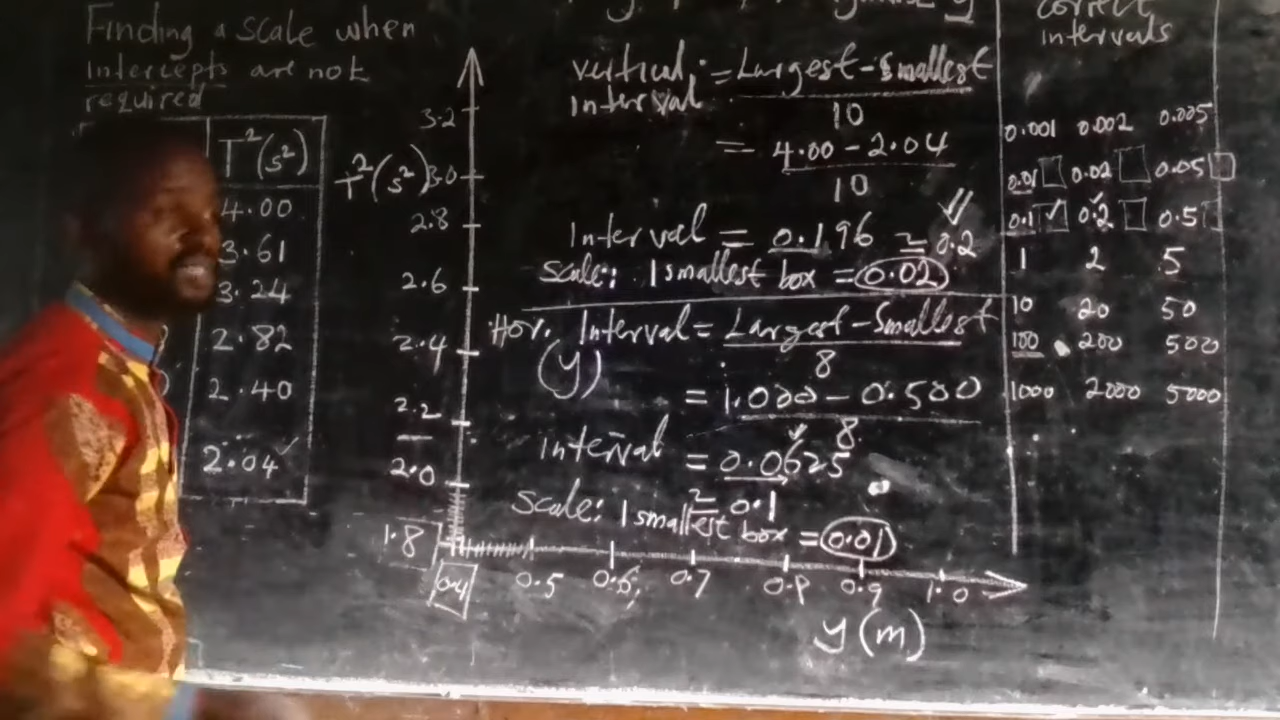 Finding a scale when
intercepts are not
required
T²(s²)
4.00
3.61
3.24
2.82
2.40
2.04
T²(s²)
3.2
3.0
2.8
2.6
2.4
2.2
2.0
1.8
0.4 0.5 0.6 0.7 0.8 0.9 1.0
y(m)
vertical interval = Largest - Smallest
10
= 4.00 - 2.04
10
Interval = 0.196 ≃ 0.2
scale: 1 smallest box = 0.02
Hor. Interval = Largest - Smallest
(y) 8
= 1.000 - 0.500
8
interval = 0.0625
≃ 0.1
scale: 1 smallest box = 0.01
correct
intervals
0.001 0.002 0.005
0.01 0.02 0.05
0.1 ✓ 0.2 0.5
1 2 5
10 20 50
100 200 500
1000 2000 5000